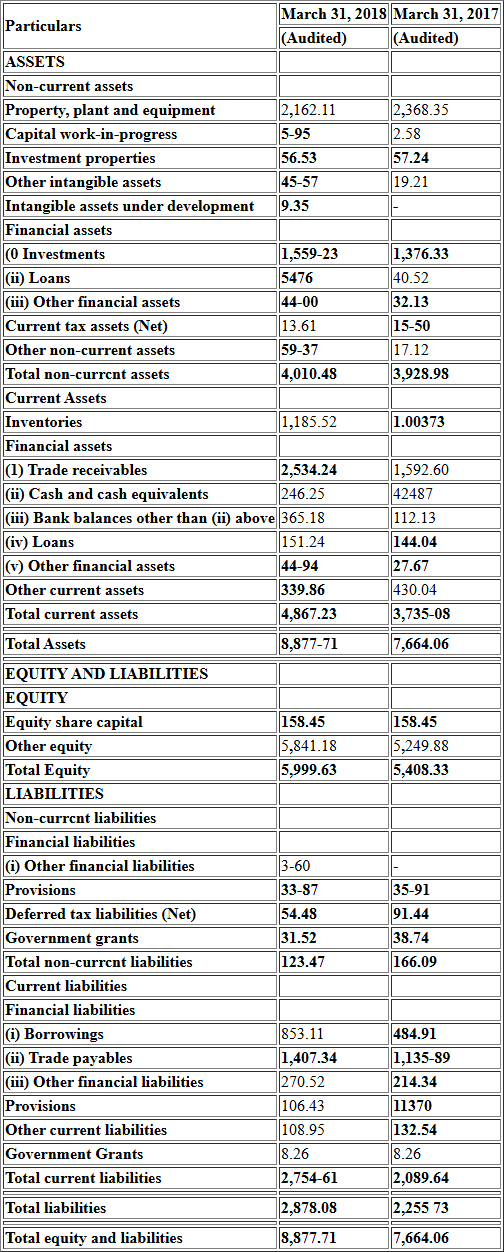 Particulars March 31, 2018 March 31, 2017
(Audited) (Audited)
ASSETS
Non-current assets
Property, plant and equipment 2,162.11 2,368.35
Capital work-in-progress 5-95 2.58
Investment properties 56.53 57.24
Other intangible assets 45-57 19.21
Intangible assets under development 9.35 -
Financial assets
(0 Investments 1,559-23 1,376.33
(ii) Loans 5476 40.52
(iii) Other financial assets 44-00 32.13
Current tax assets (Net) 13.61 15-50
Other non-current assets 59-37 17.12
Total non-currcnt assets 4,010.48 3,928.98
Current Assets
Inventories 1,185.52 1.00373
Financial assets
(1) Trade receivables 2,534.24 1,592.60
(ii) Cash and cash equivalents 246.25 42487
(iii) Bank balances other than (ii) above 365.18 112.13
(iv) Loans 151.24 144.04
(v) Other financial assets 44-94 27.67
Other current assets 339.86 430.04
Total current assets 4,867.23 3,735-08
Total Assets 8,877-71 7,664.06
EQUITY AND LIABILITIES
EQUITY
Equity share capital 158.45 158.45
Other equity 5,841.18 5,249.88
Total Equity 5,999.63 5,408.33
LIABILITIES
Non-currcnt liabilities
Financial liabilities
(i) Other financial liabilities 3-60 -
Provisions 33-87 35-91
Deferred tax liabilities (Net) 54.48 91.44
Government grants 31.52 38.74
Total non-currcnt liabilities 123.47 166.09
Current liabilities
Financial liabilities
(i) Borrowings 853.11 484.91
(ii) Trade payables 1,407.34 1,135-89
(iii) Other financial liabilities 270.52 214.34
Provisions 106.43 11370
Other current liabilities 108.95 132.54
Government Grants 8.26 8.26
Total current liabilities 2,754-61 2,089.64
Total liabilities 2,878.08 2,255 73
Total equity and liabilities 8,877.71 7,664.06